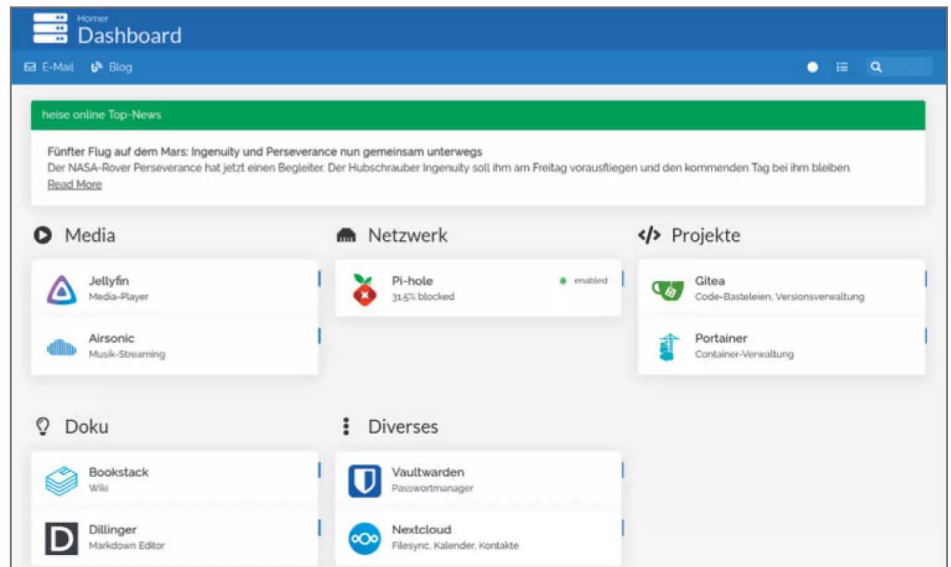 Homer
Dashboard
E-Mail
Blog
heise online Top-News
Fünfter Flug auf dem Mars: Ingenuity und Perseverance nun gemeinsam unterwegs
Der NASA-Rover Perseverance hat jetzt einen Begleiter. Der Hubschrauber Ingenuity soll ihm am Freitag vorausfliegen und den kommenden Tag bei ihm bleiben.
Read More
Media
Jellyfin
Media-Player
Airsonic
Musik-Streaming
Netzwerk
Pi-hole
31.5% blocked
enabled
</> Projekte
Gitea
Code-Basteleien, Versionsverwaltung
Portainer
Container-Verwaltung
Doku
Bookstack
Wiki
D
Dillinger
Markdown Editor
Diverses
Vaultwarden
Passwortmanager
Nextcloud
Filesync, Kalender, Kontakte